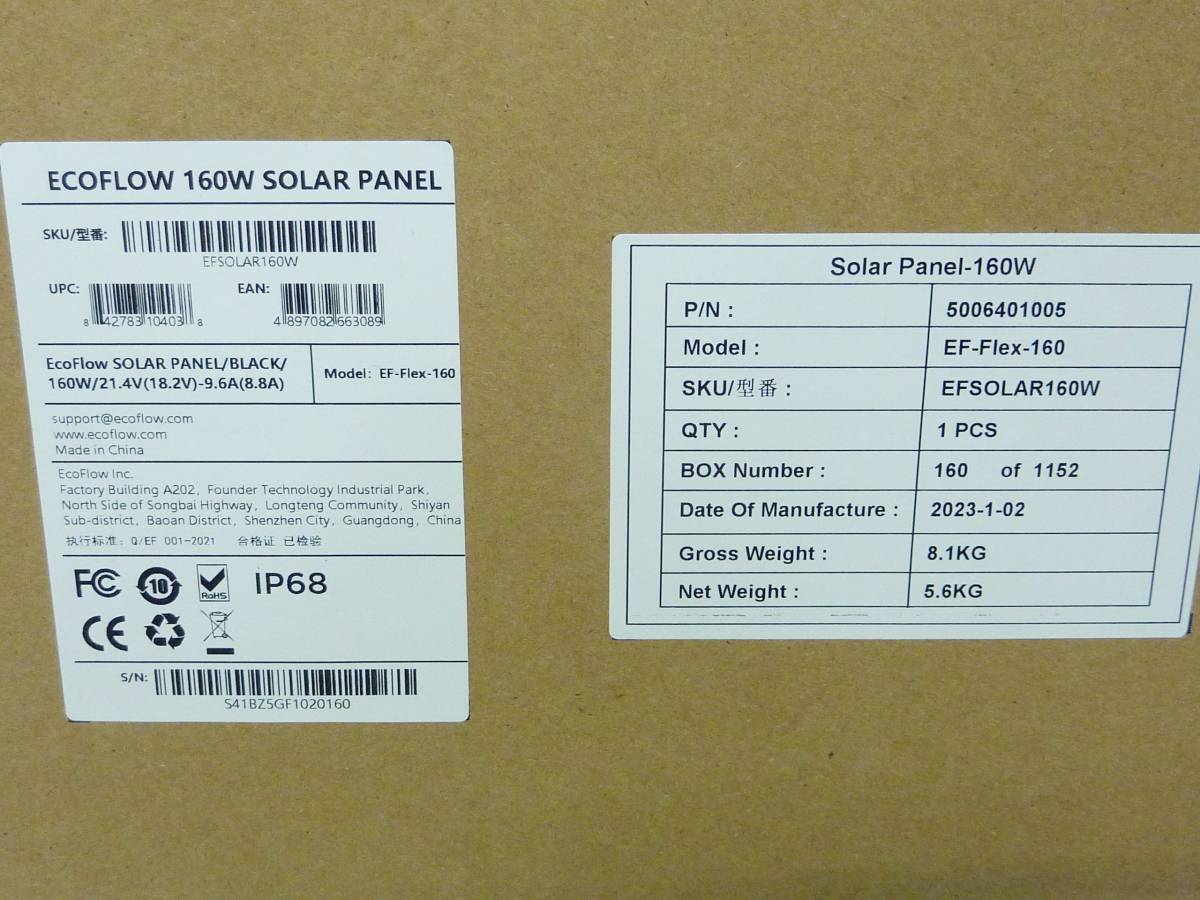 ECOFLOW 160W SOLAR PANEL
SKU/型番:
EFSOLAR160W
UPC: EAN:
8 42783 10403 8 4 897082 663089
EcoFlow SOLAR PANEL/BLACK/
160W/21.4V(18.2V)-9.6A(8.8A)
Model: EF-Flex-160
support@ecoflow.com
www.ecoflow.com
Made in China
EcoFlow Inc.
Factory Building A202, Founder Technology Industrial Park,
North Side of Songbai Highway, Longteng Community, Shiyan
Sub-district, Baoan District, Shenzhen City, Guangdong, China
执行标准: Q/EF 001-2021 合格证 已检验
FC 10 RoHS IP68
CE
S/N:
S41BZ5GF1020160
Solar Panel-160W
P/N : 5006401005
Model : EF-Flex-160
SKU/型番 : EFSOLAR160W
QTY : 1 PCS
BOX Number : 160 of 1152
Date Of Manufacture : 2023-1-02
Gross Weight : 8.1KG
Net Weight : 5.6KG